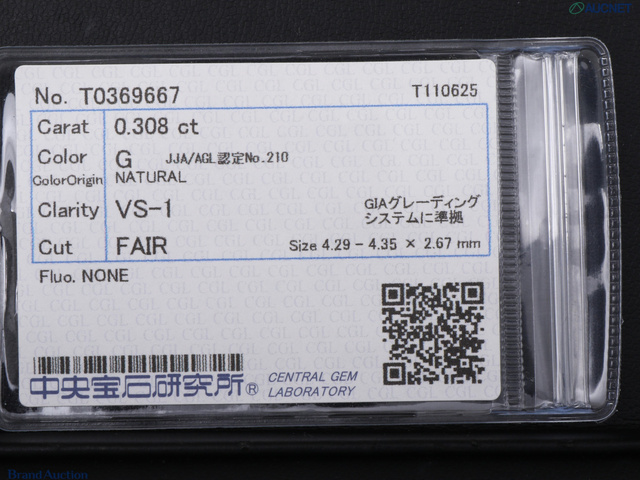 AUCNET
No. T0369667 T110625
Carat 0.308 ct
Color G JJA/AGL認定No.210
ColorOrigin NATURAL
Clarity VS-1 GIAグレーディング
システムに準拠
Cut FAIR Size 4.29 - 4.35 × 2.67 mm
Fluo. NONE
中央宝石研究所® CENTRAL GEM
LABORATORY
BrandAuction